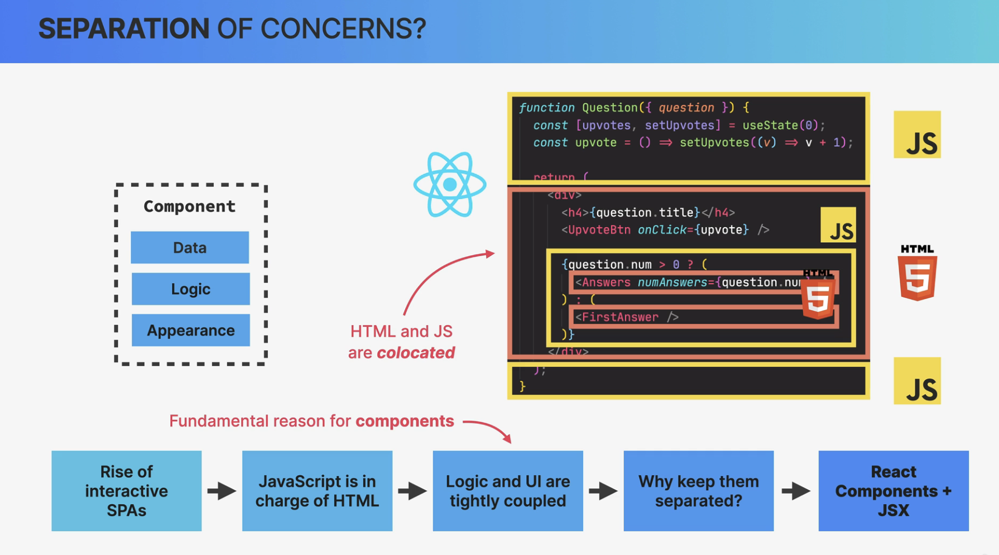 SEPARATION OF CONCERNS?
Component
Data
Logic
Appearance
HTML and JS
are colocated
function Question({ question }) {
const [upvotes, setUpvotes] = useState(0);
const upvote = () => setUpvotes((v) => v + 1);
return (
<div>
<h4>{question.title}</h4>
<UpvoteBtn onClick={upvote} />
{question.num > 0 ? (
<Answers numAnswers={question.num
) : (
<FirstAnswer />
)}
</div>
);
}
JS
JS
HTML
5
HTML
5
JS
Fundamental reason for components
Rise of
interactive
SPAs
JavaScript is in
charge of HTML
Logic and UI are
tightly coupled
Why keep them
separated?
React
Components +
JSX